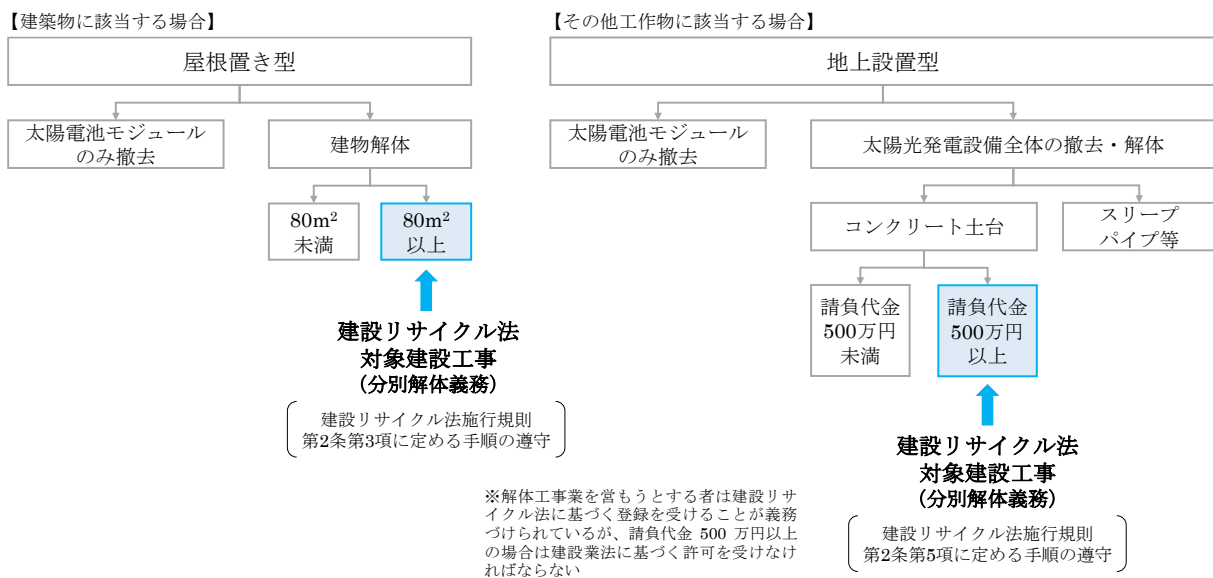 【建築物に該当する場合】
屋根置き型
太陽電池モジュール
のみ撤去
建物解体
80m²
未満
80m²
以上
建設リサイクル法
対象建設工事
（分別解体義務）
建設リサイクル法施行規則
第2条第3項に定める手順の遵守
【その他工作物に該当する場合】
地上設置型
太陽電池モジュール
のみ撤去
太陽光発電設備全体の撤去・解体
コンクリート土台
スリープ
パイプ等
請負代金
500万円
未満
請負代金
500万円
以上
建設リサイクル法
対象建設工事
（分別解体義務）
建設リサイクル法施行規則
第2条第5項に定める手順の遵守
※解体工事業を営もうとする者は建設リサ
イクル法に基づく登録を受けることが義務
づけられているが、請負代金 500 万円以上
の場合は建設業法に基づく許可を受けなけ
ればならない